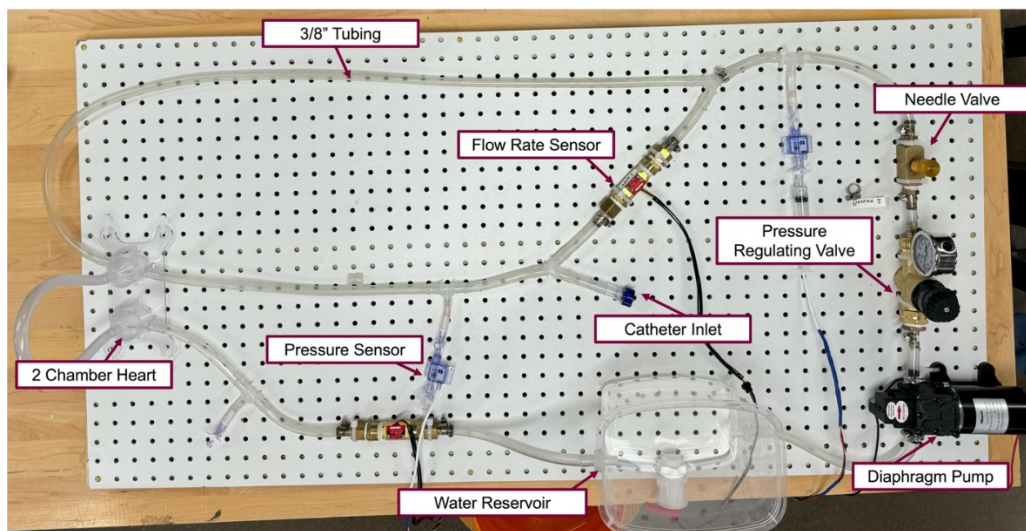 3/8" Tubing
Needle Valve
Flow Rate Sensor
Pressure
Regulating Valve
Catheter Inlet
Pressure Sensor
2 Chamber Heart
Diaphragm Pump
Water Reservoir